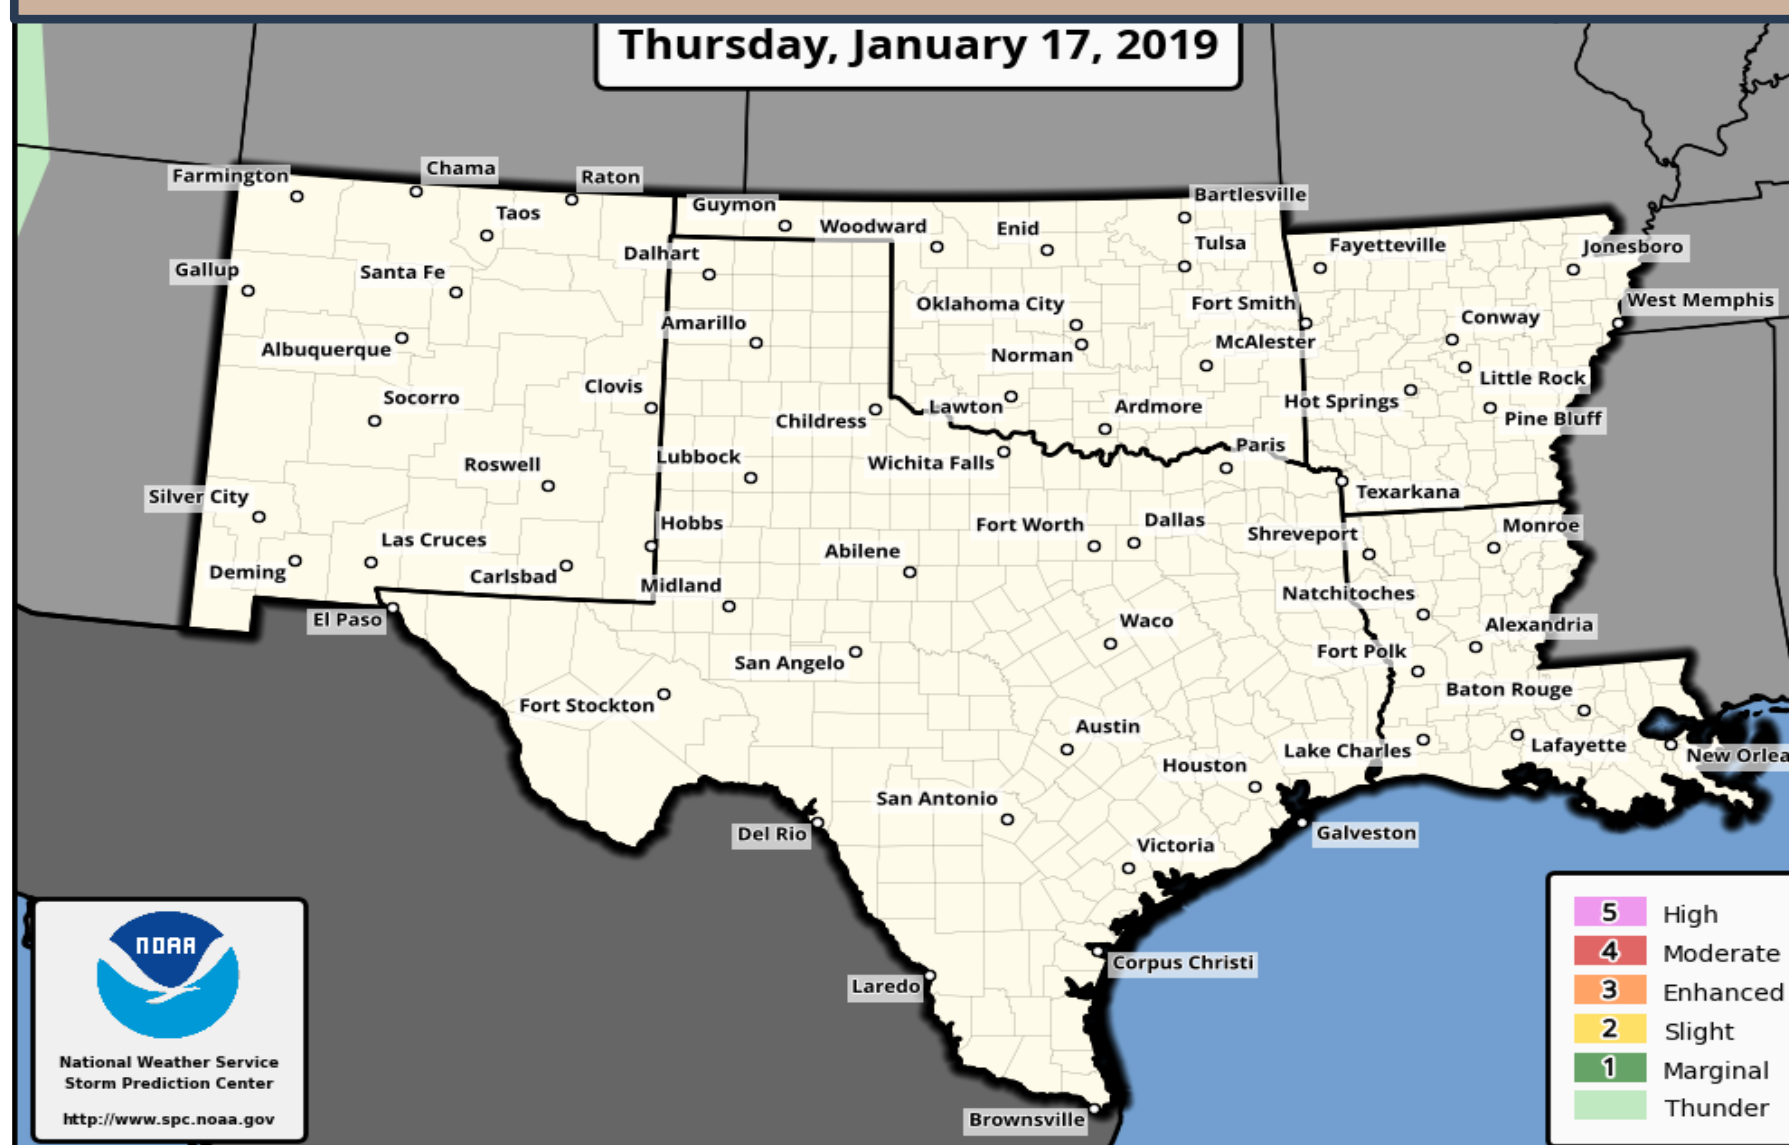 Thursday, January 17, 2019
Farmington
Chama
Raton
Taos
Guymon
Woodward
Enid
Bartlesville
Tulsa
Fayetteville
Jonesboro
Gallup
Santa Fe
Dalhart
Oklahoma City
Fort Smith
West Memphis
Amarillo
Conway
Albuquerque
Norman
McAlester
Little Rock
Socorro
Clovis
Childress
Lawton
Ardmore
Hot Springs
Pine Bluff
Roswell
Lubbock
Wichita Falls
Paris
Silver City
Texarkana
Las Cruces
Hobbs
Fort Worth
Dallas
Shreveport
Monroe
Deming
Carlsbad
Midland
Abilene
Natchitoches
El Paso
Waco
Alexandria
San Angelo
Fort Polk
Fort Stockton
Baton Rouge
Austin
Lake Charles
Lafayette
New Orlea
Houston
San Antonio
Del Rio
Galveston
Victoria
Corpus Christi
Laredo
Brownsville
NOAA
National Weather Service
Storm Prediction Center
http://www.spc.noaa.gov
5 High
4 Moderate
3 Enhanced
2 Slight
1 Marginal
Thunder